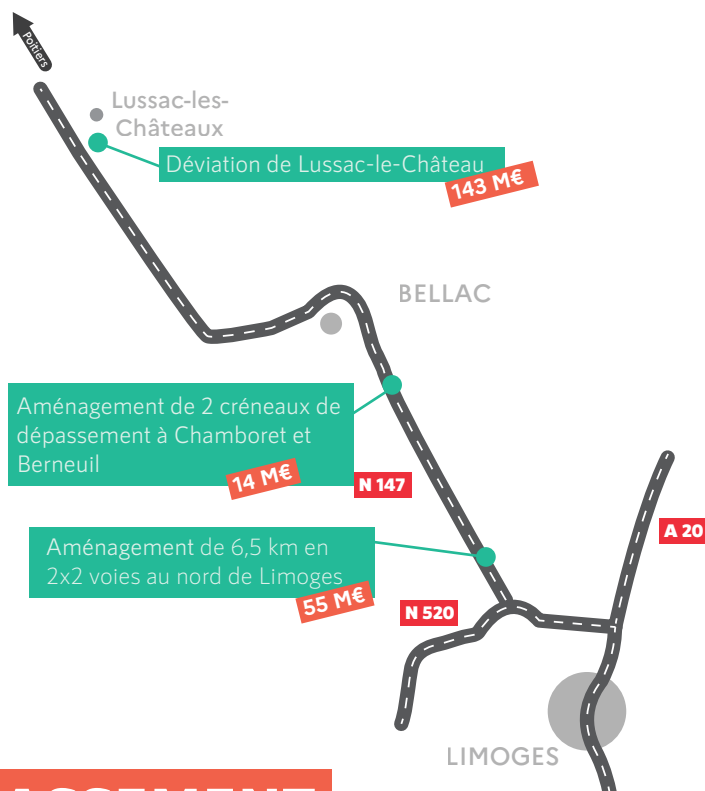 Poitiers
Lussac-les-
Châteaux
Déviation de Lussac-le-Château
143 M€
BELLAC
Aménagement de 2 créneaux de
dépassement à Chamboret et
Berneuil
14 M€
N 147
A 20
Aménagement de 6,5 km en
2x2 voies au nord de Limoges
55 M€
N 520
LIMOGES